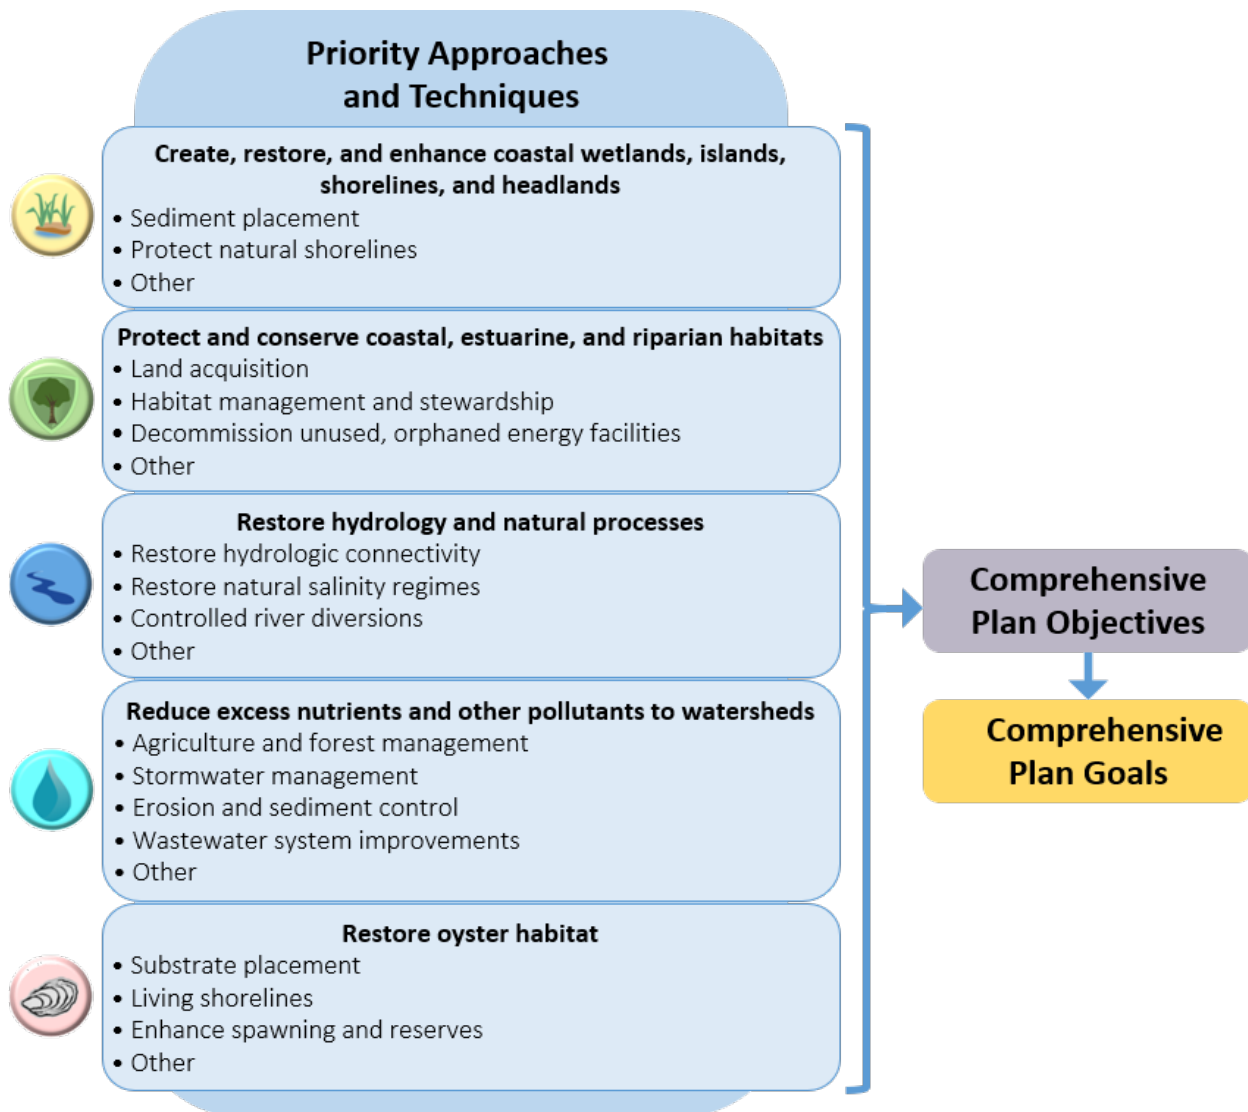 Priority Approaches
and Techniques
Create, restore, and enhance coastal wetlands, islands,
shorelines, and headlands
• Sediment placement
• Protect natural shorelines
• Other
Protect and conserve coastal, estuarine, and riparian habitats
• Land acquisition
• Habitat management and stewardship
• Decommission unused, orphaned energy facilities
• Other
Restore hydrology and natural processes
• Restore hydrologic connectivity
• Restore natural salinity regimes
• Controlled river diversions
• Other
Reduce excess nutrients and other pollutants to watersheds
• Agriculture and forest management
• Stormwater management
• Erosion and sediment control
• Wastewater system improvements
• Other
Restore oyster habitat
• Substrate placement
• Living shorelines
• Enhance spawning and reserves
• Other
Comprehensive
Plan Objectives
Comprehensive
Plan Goals